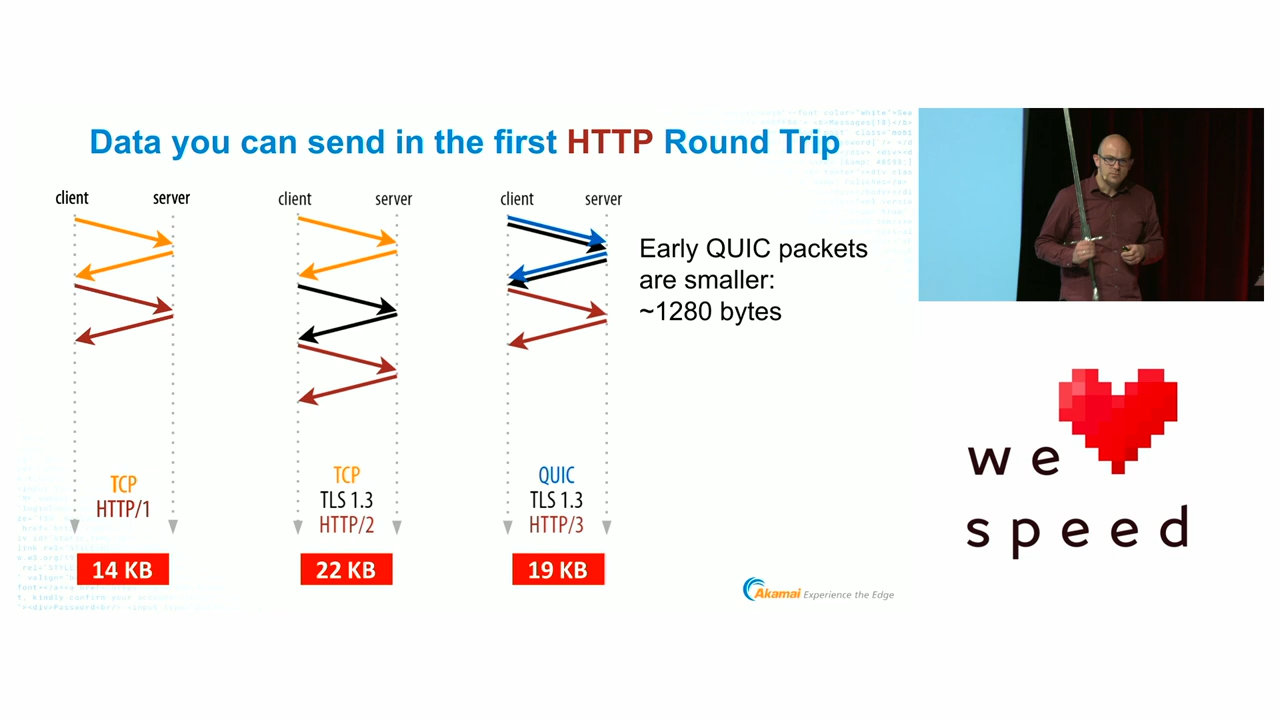 Data you can send in the first HTTP Round Trip
client server
client server
client server
Early QUIC packets
are smaller:
~1280 bytes
TCP
HTTP/1
14 KB
TCP
TLS 1.3
HTTP/2
22 KB
QUIC
TLS 1.3
HTTP/3
19 KB
Akamai Experience the Edge
we
speed